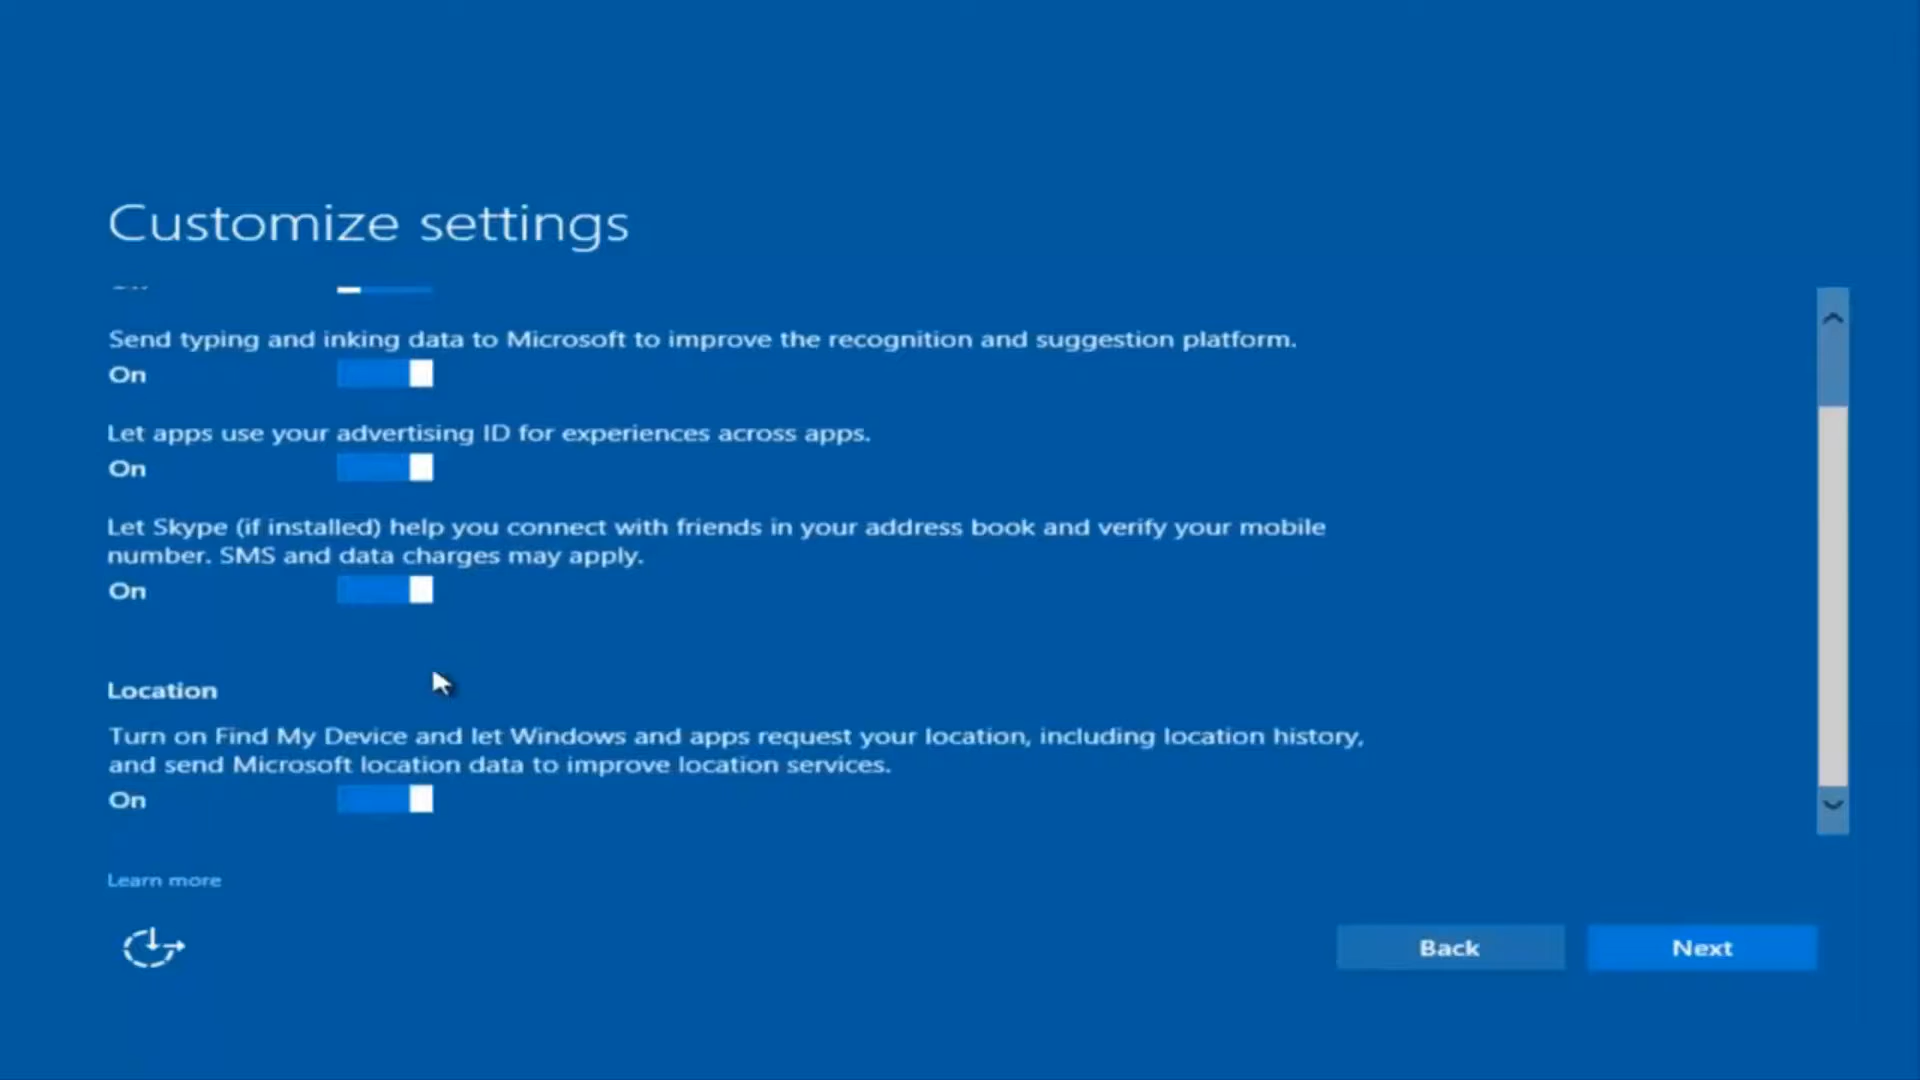 Customize settings
Send typing and inking data to Microsoft to improve the recognition and suggestion platform.
On
Let apps use your advertising ID for experiences across apps.
On
Let Skype (if installed) help you connect with friends in your address book and verify your mobile
number. SMS and data charges may apply.
On
Location
Turn on Find My Device and let Windows and apps request your location, including location history,
and send Microsoft location data to improve location services.
On
Learn more
Back
Next